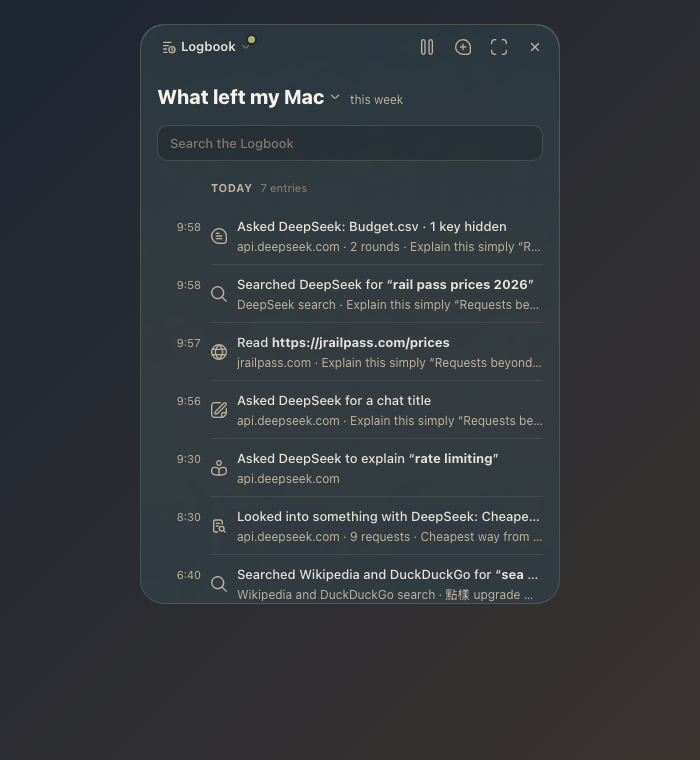 Logbook
What left my Mac this week
Search the Logbook
TODAY 7 entries
9:58 Asked DeepSeek: Budget.csv · 1 key hidden
api.deepseek.com · 2 rounds · Explain this simply “R…
9:58 Searched DeepSeek for “rail pass prices 2026”
DeepSeek search · Explain this simply “Requests be…
9:57 Read https://jrailpass.com/prices
jrailpass.com · Explain this simply “Requests beyond…
9:56 Asked DeepSeek for a chat title
api.deepseek.com · Explain this simply “Requests be…
9:30 Asked DeepSeek to explain “rate limiting”
api.deepseek.com
8:30 Looked into something with DeepSeek: Cheape…
api.deepseek.com · 9 requests · Cheapest way from …
6:40 Searched Wikipedia and DuckDuckGo for “sea …
Wikipedia and DuckDuckGo search · 點樣 upgrade …